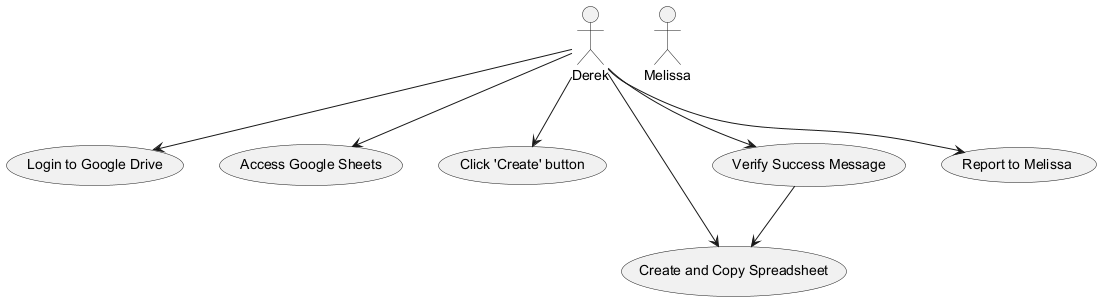 Derek
Melissa
Login to Google Drive
Access Google Sheets
Click 'Create' button
Verify Success Message
Report to Melissa
Create and Copy Spreadsheet